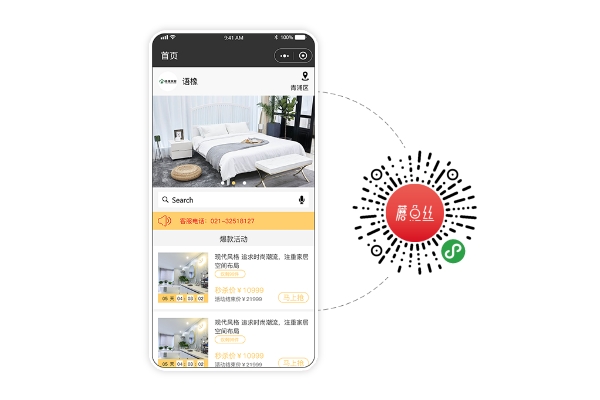 9:41 AM
100%
首页
语橡
青浦区
Search
客服电话：021-32518127
爆款活动
现代风格 追求时尚潮流、注重家居
空间布局
秒杀价￥10999
05 天 04 : 03 : 02
活动结束价￥21999
马上抢
现代风格 追求时尚潮流、注重家居
空间布局
秒杀价￥10999
05 天 04 : 03 : 02
活动结束价￥21999
马上抢
蘑豆丝